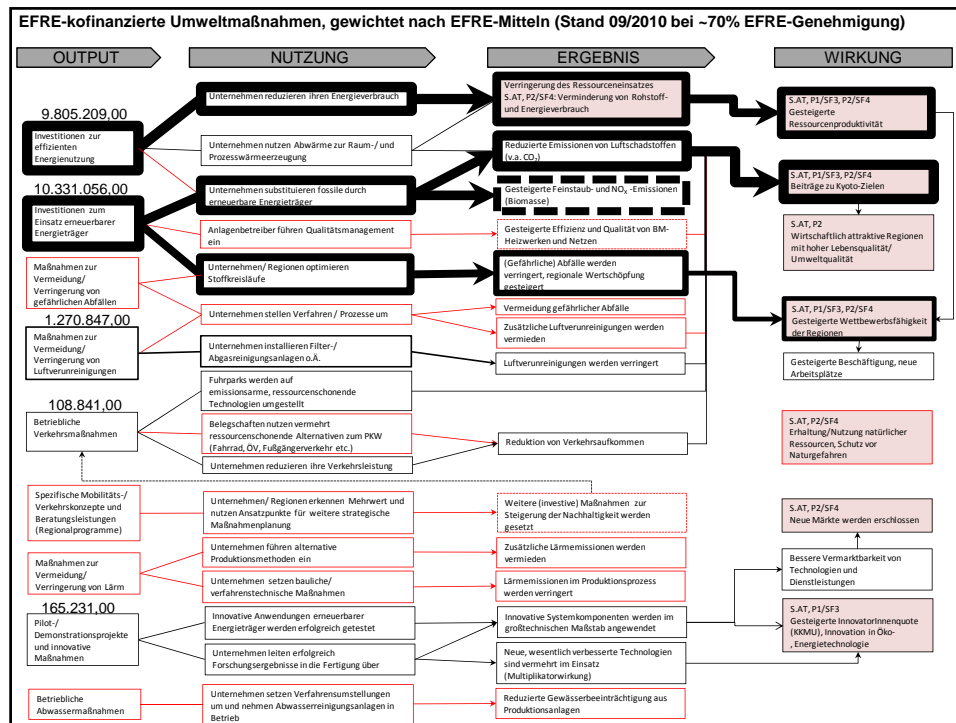 EFRE-kofinanzierte Umweltmaßnahmen, gewichtet nach EFRE-Mitteln (Stand 09/2010 bei ~70% EFRE-Genehmigung)
OUTPUT
NUTZUNG
ERGEBNIS
WIRKUNG
9.805.209,00
Investitionen zur
effizienten
Energienutzung
10.331.056,00
Investitionen zum
Einsatz erneuerbarer
Energieträger
Maßnahmen zur
Vermeidung/
Verringerung von
gefährlichen Abfällen
1.270.847,00
Maßnahmen zur
Vermeidung/
Verringerung von
Luftverunreinigungen
108.841,00
Betriebliche
Verkehrsmaßnahmen
Spezifische Mobilitäts-/
Verkehrskonzepte und
Beratungsleistungen
(Regionalprogramme)
Maßnahmen zur
Vermeidung/
Verringerung von Lärm
165.231,00
Pilot-/
Demonstrationsprojekte
und innovative
Maßnahmen
Betriebliche
Abwassermaßnahmen
Unternehmen reduzieren ihren Energieverbrauch
Unternehmen nutzen Abwärme zur Raum-/ und
Prozesswärmeerzeugung
Unternehmen substituieren fossile durch
erneuerbare Energieträger
Anlagenbetreiber führen Qualitätsmanagement
ein
Unternehmen/ Regionen optimieren
Stoffkreisläufe
Unternehmen stellen Verfahren / Prozesse um
Unternehmen installieren Filter-/
Abgasreinigungsanlagen o.Ä.
Fuhrparks werden auf
emissionsarme, ressourcenschonende
Technologien umgestellt
Belegschaften nutzen vermehrt
ressourcenschonende Alternativen zum PKW
(Fahrrad, ÖV, Fußgängerverkehr etc.)
Unternehmen reduzieren ihre Verkehrsleistung
Unternehmen/ Regionen erkennen Mehrwert und
nutzen Ansatzpunkte für weitere strategische
Maßnahmenplanung
Unternehmen führen alternative
Produktionsmethoden ein
Unternehmen setzen bauliche/
verfahrenstechnische Maßnahmen
Innovative Anwendungen erneuerbarer
Energieträger werden erfolgreich getestet
Unternehmen leiten erfolgreich
Forschungsergebnisse in die Fertigung über
Unternehmen setzen Verfahrensumstellungen
um und nehmen Abwasserreinigungsanlagen in
Betrieb
Verringerung des Ressourceneinsatzes
S.AT, P2/SF4: Verminderung von Rohstoff-
und Energieverbrauch
Reduzierte Emissionen von Luftschadstoffen
(v.a. CO₂)
Gesteigerte Feinstaub- und NOₓ -Emissionen
(Biomasse)
Gesteigerte Effizienz und Qualität von BM-
Heizwerken und Netzen
(Gefährliche) Abfälle werden
verringert, regionale Wertschöpfung
gesteigert
Vermeidung gefährlicher Abfälle
Zusätzliche Luftverunreinigungen werden
vermieden
Luftverunreinigungen werden verringert
Reduktion von Verkehrsaufkommen
Weitere (investive) Maßnahmen zur
Steigerung der Nachhaltigkeit werden
gesetzt
Zusätzliche Lärmemissionen werden
vermieden
Lärmemissionen im Produktionsprozess
werden verringert
Innovative Systemkomponenten werden im
großtechnischen Maßstab angewendet
Neue, wesentlich verbesserte Technologien
sind vermehrt im Einsatz
(Multiplikatorwirkung)
Reduzierte Gewässerbeeinträchtigung aus
Produktionsanlagen
S.AT, P1/SF3, P2/SF4
Gesteigerte
Ressourcenproduktivität
S.AT, P1/SF3, P2/SF4
Beiträge zu Kyoto-Zielen
S.AT, P2
Wirtschaftlich attraktive Regionen
mit hoher Lebensqualität/
Umweltqualität
S.AT, P1/SF3, P2/SF4
Gesteigerte Wettbewerbsfähigkeit
der Regionen
Gesteigerte Beschäftigung, neue
Arbeitsplätze
S.AT, P2/SF4
Erhaltung/Nutzung natürlicher
Ressourcen, Schutz vor
Naturgefahren
S.AT, P2/SF4
Neue Märkte werden erschlossen
Bessere Vermarktbarkeit von
Technologien und
Dienstleistungen
S.AT, P1/SF3
Gesteigerte InnovatorInnenquote
(KKMU), Innovation in Öko-
, Energietechnologie